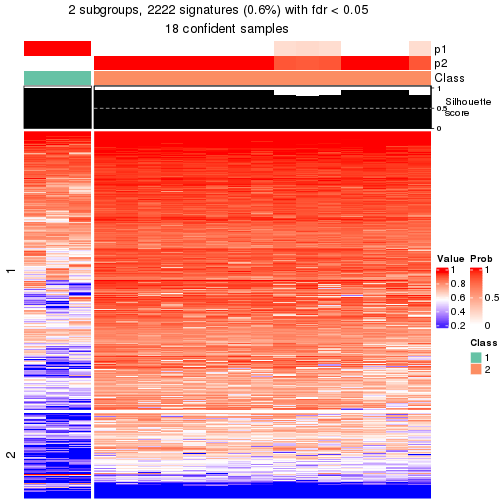 2 subgroups, 2222 signatures (0.6%) with fdr < 0.05
18 confident samples
p1
p2
Class
1
0.5
0
Silhouette
score
1
2
Value
1
0.8
0.6
0.4
0.2
Prob
1
0.5
0
Class
1
2